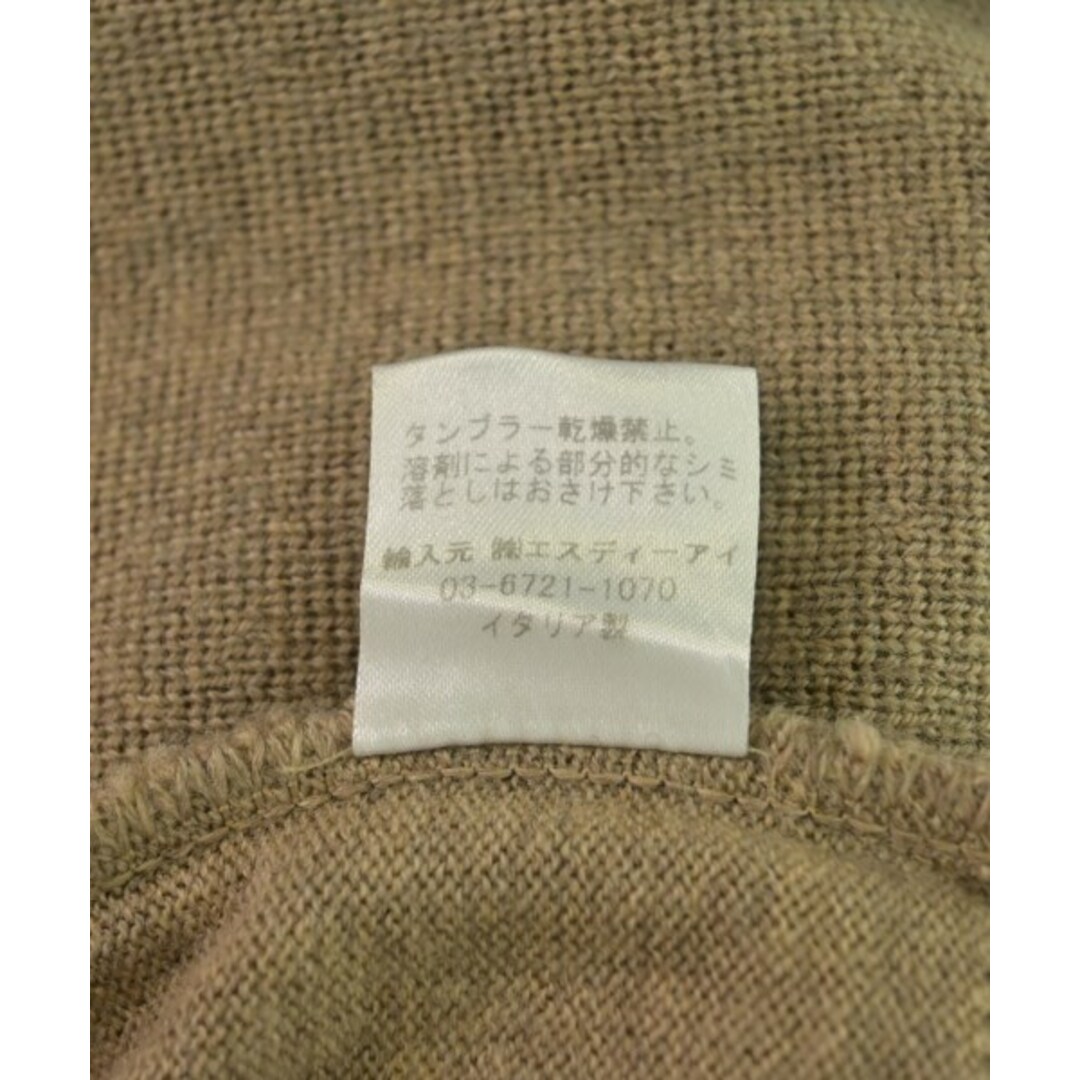 タンブラー乾燥禁止。
溶剤による部分的なシミ
落としはおさけ下さい。
輸入元 ㈱エスディーアイ
03-6721-1070
イタリア製